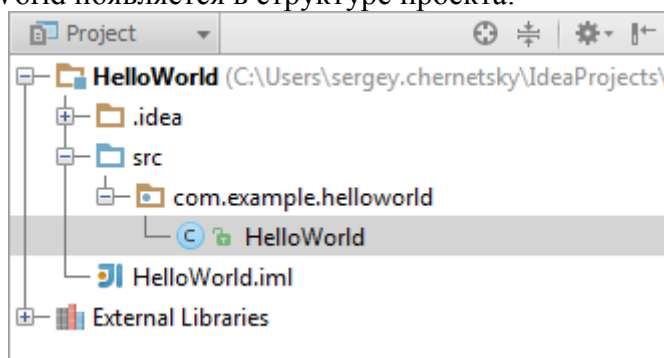 World появляется в структуре проекта.
Project
HelloWorld (C:\Users\sergey.chernetsky\IdeaProjects\
.idea
src
com.example.helloworld
C HelloWorld
HelloWorld.iml
External Libraries